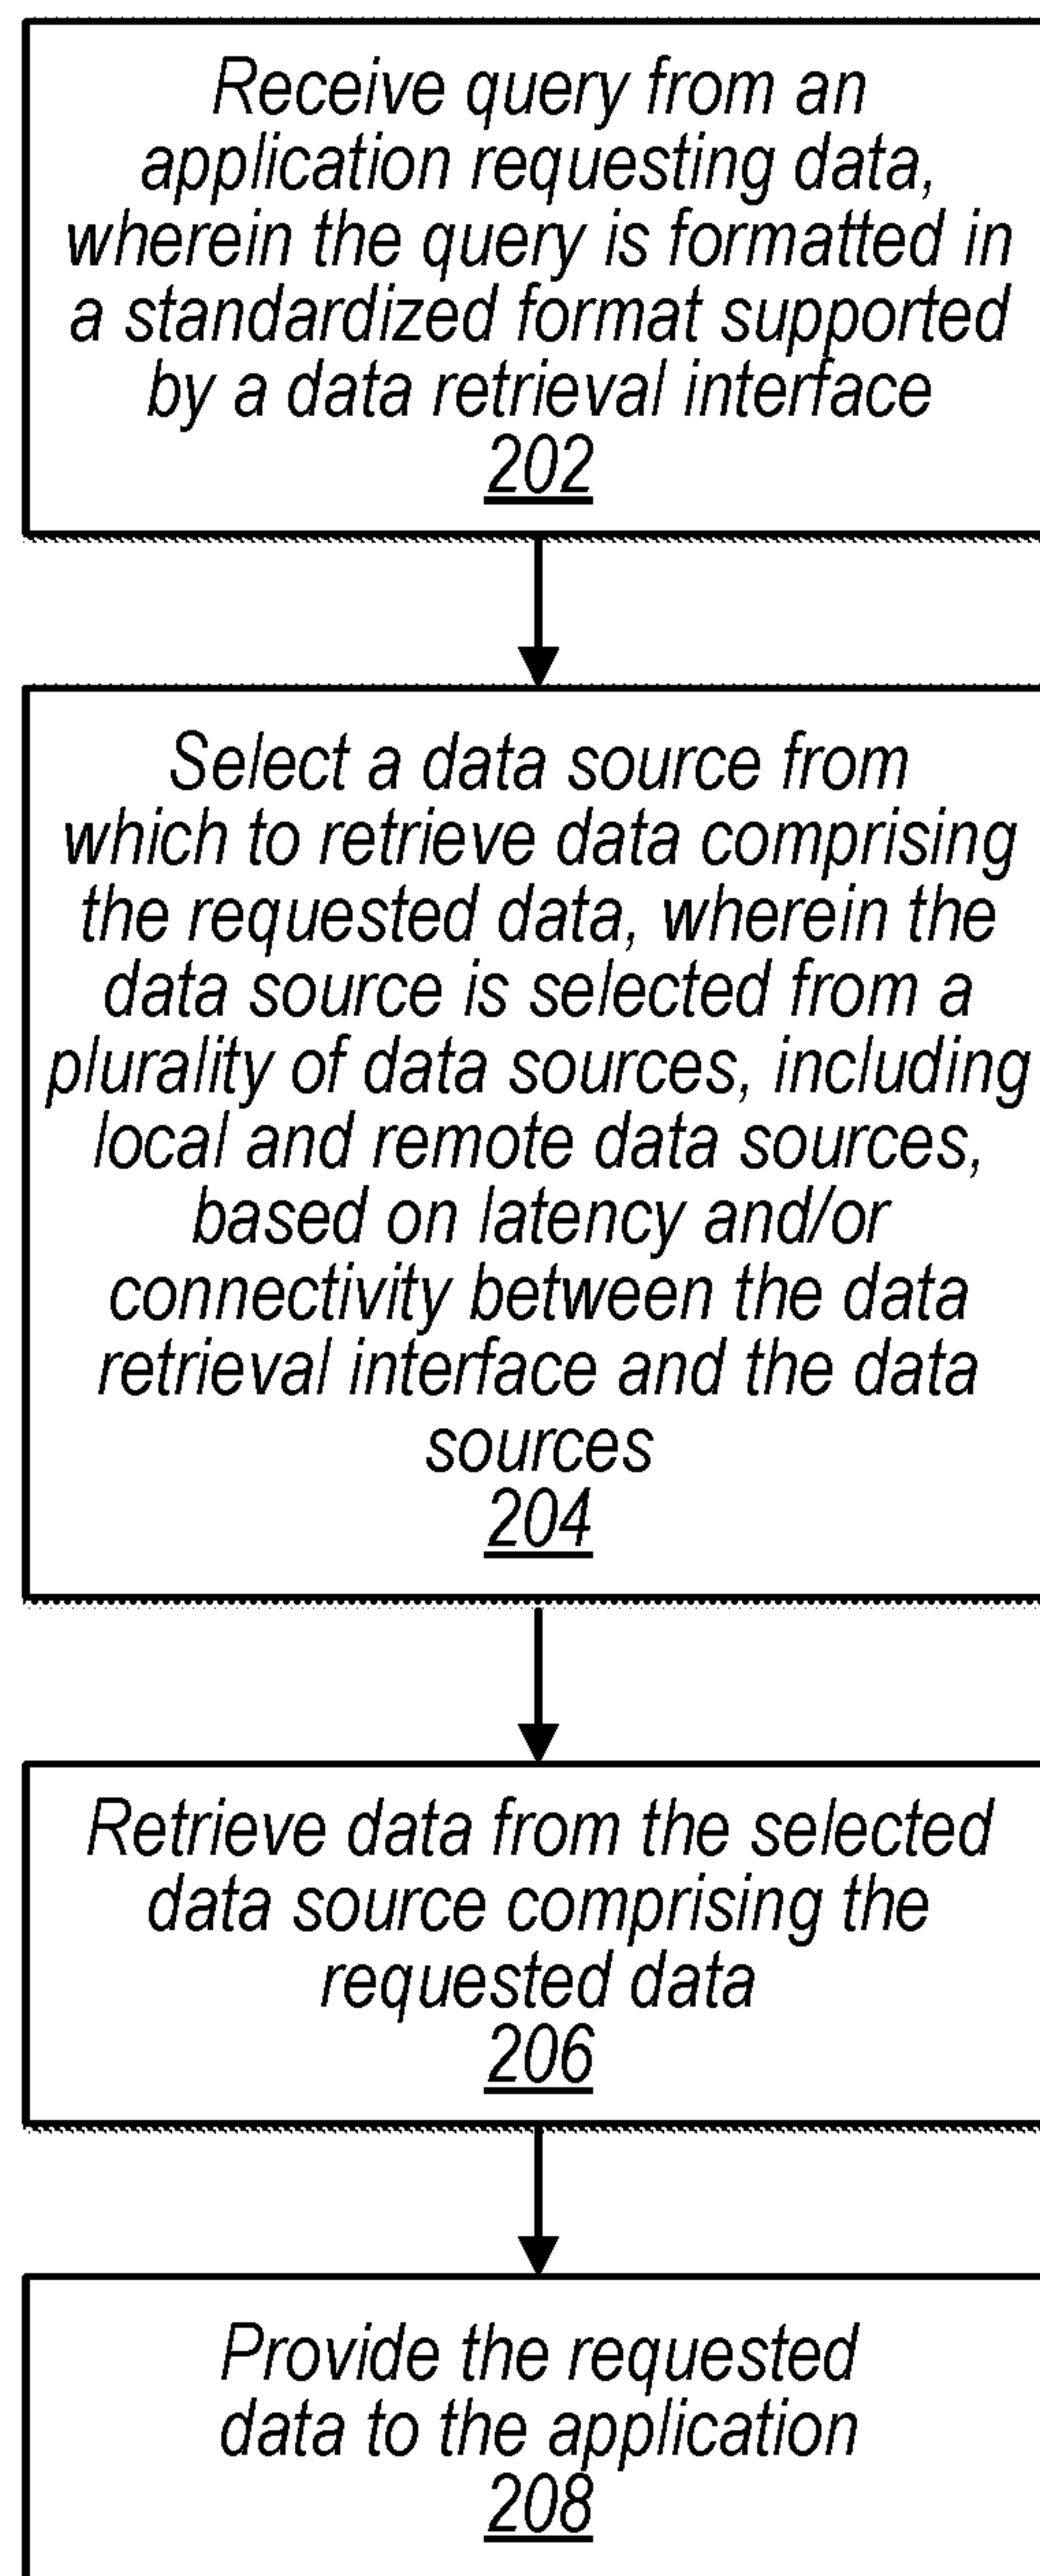 Receive query from an
application requesting data,
wherein the query is formatted in
a standardized format supported
by a data retrieval interface
202
Select a data source from
which to retrieve data comprising
the requested data, wherein the
data source is selected from a
plurality of data sources, including
local and remote data sources,
based on latency and/or
connectivity between the data
retrieval interface and the data
sources
204
Retrieve data from the selected
data source comprising the
requested data
206
Provide the requested
data to the application
208